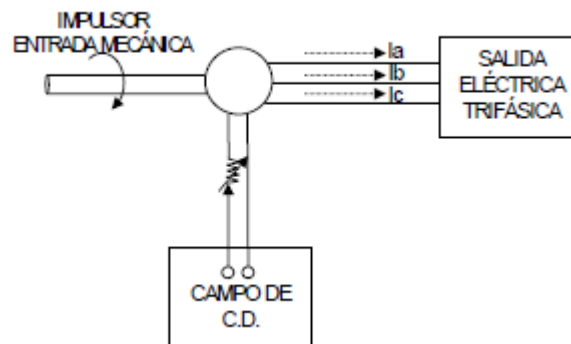 IMPULSOR
ENTRADA MECÁNICA
Ia
Ib
Ic
SALIDA
ELÉCTRICA
TRIFÁSICA
CAMPO DE
C.D.